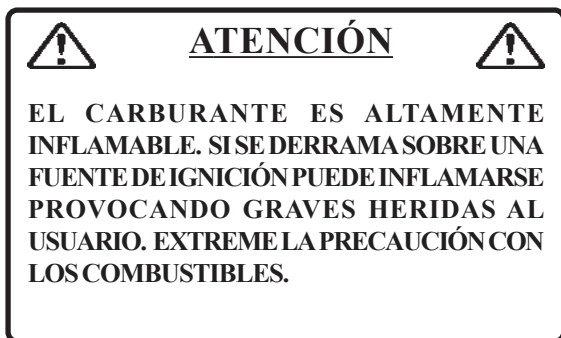 ATENCIÓN
EL CARBURANTE ES ALTAMENTE
INFLAMABLE. SI SE DERRAMA SOBRE UNA
FUENTE DE IGNICIÓN PUEDE INFLAMARSE
PROVOCANDO GRAVES HERIDAS AL
USUARIO. EXTREME LA PRECAUCIÓN CON
LOS COMBUSTIBLES.